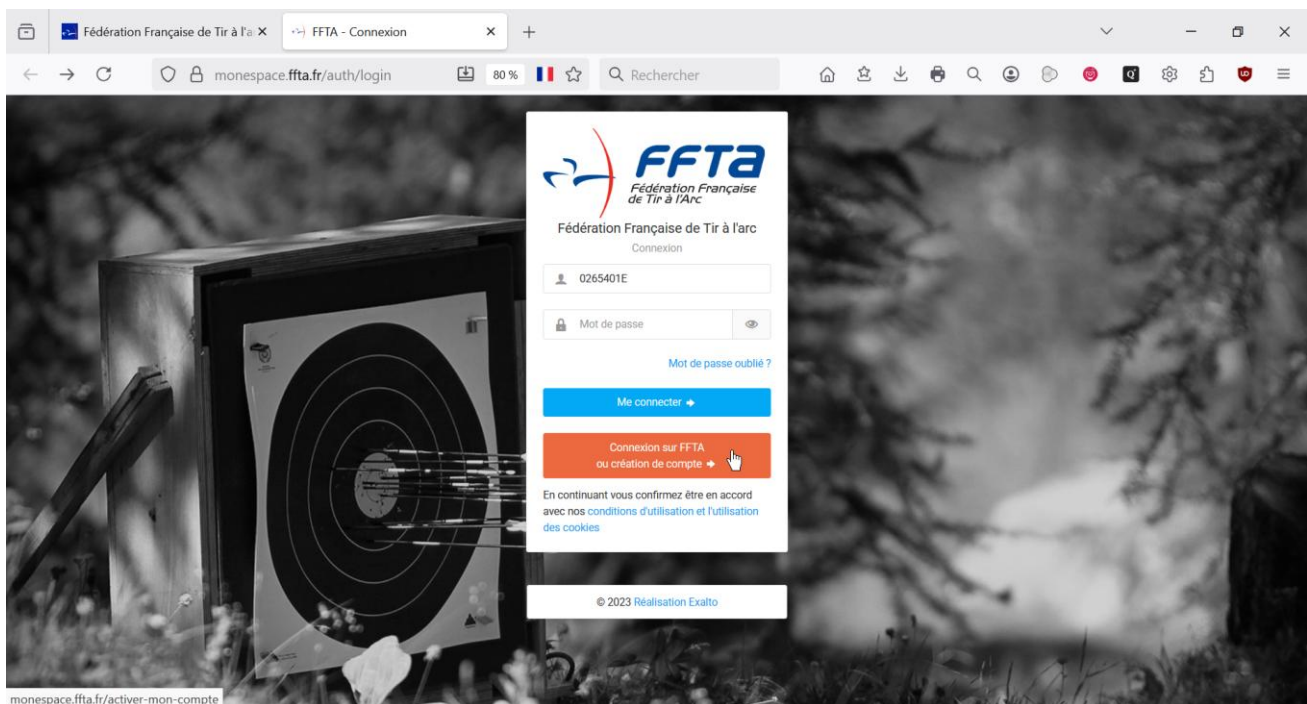 Fédération Française de Tir à l'a
FFTA - Connexion
monespace.ffta.fr/auth/login
80 %
Rechercher
FFTa
Fédération Française
de Tir à l'Arc
Fédération Française de Tir à l'arc
Connexion
0265401E
Mot de passe
Mot de passe oublié ?
Me connecter
Connexion sur FFTA
ou création de compte
En continuant vous confirmez être en accord
avec nos conditions d'utilisation et l'utilisation
des cookies
© 2023 Réalisation Exalto
monespace.ffta.fr/activer-mon-compte